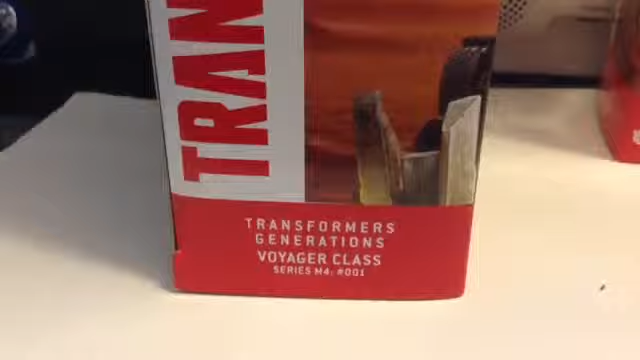 TRAN
TRANSFORMERS
GENERATIONS
VOYAGER CLASS
SERIES M4: #001